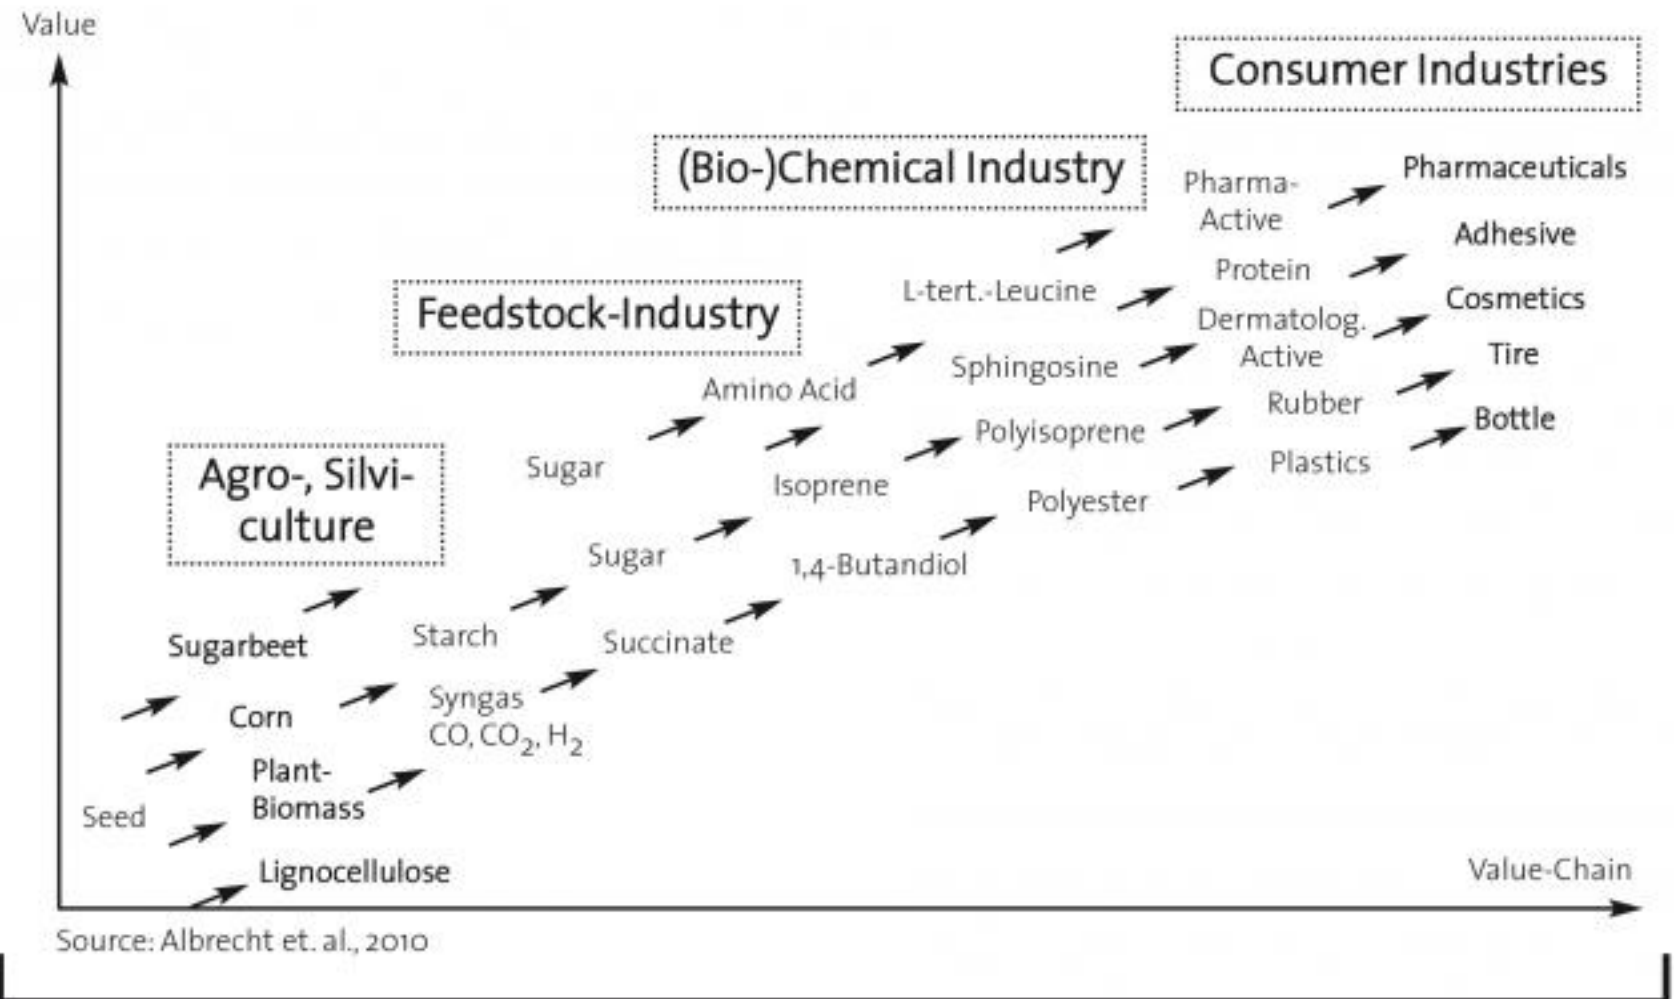 Value
Consumer Industries
(Bio-)Chemical Industry
Pharma-
Active
Pharmaceuticals
Adhesive
Protein
L-tert.-Leucine
Cosmetics
Feedstock-Industry
Dermatolog.
Active
Tire
Sphingosine
Amino Acid
Rubber
Bottle
Polyisoprene
Agro-, Silvi-
culture
Sugar
Plastics
Isoprene
Polyester
Sugar
1,4-Butandiol
Sugarbeet
Starch
Succinate
Corn
Syngas
CO, CO₂, H₂
Plant-
Biomass
Seed
Lignocellulose
Value-Chain
Source: Albrecht et. al., 2010